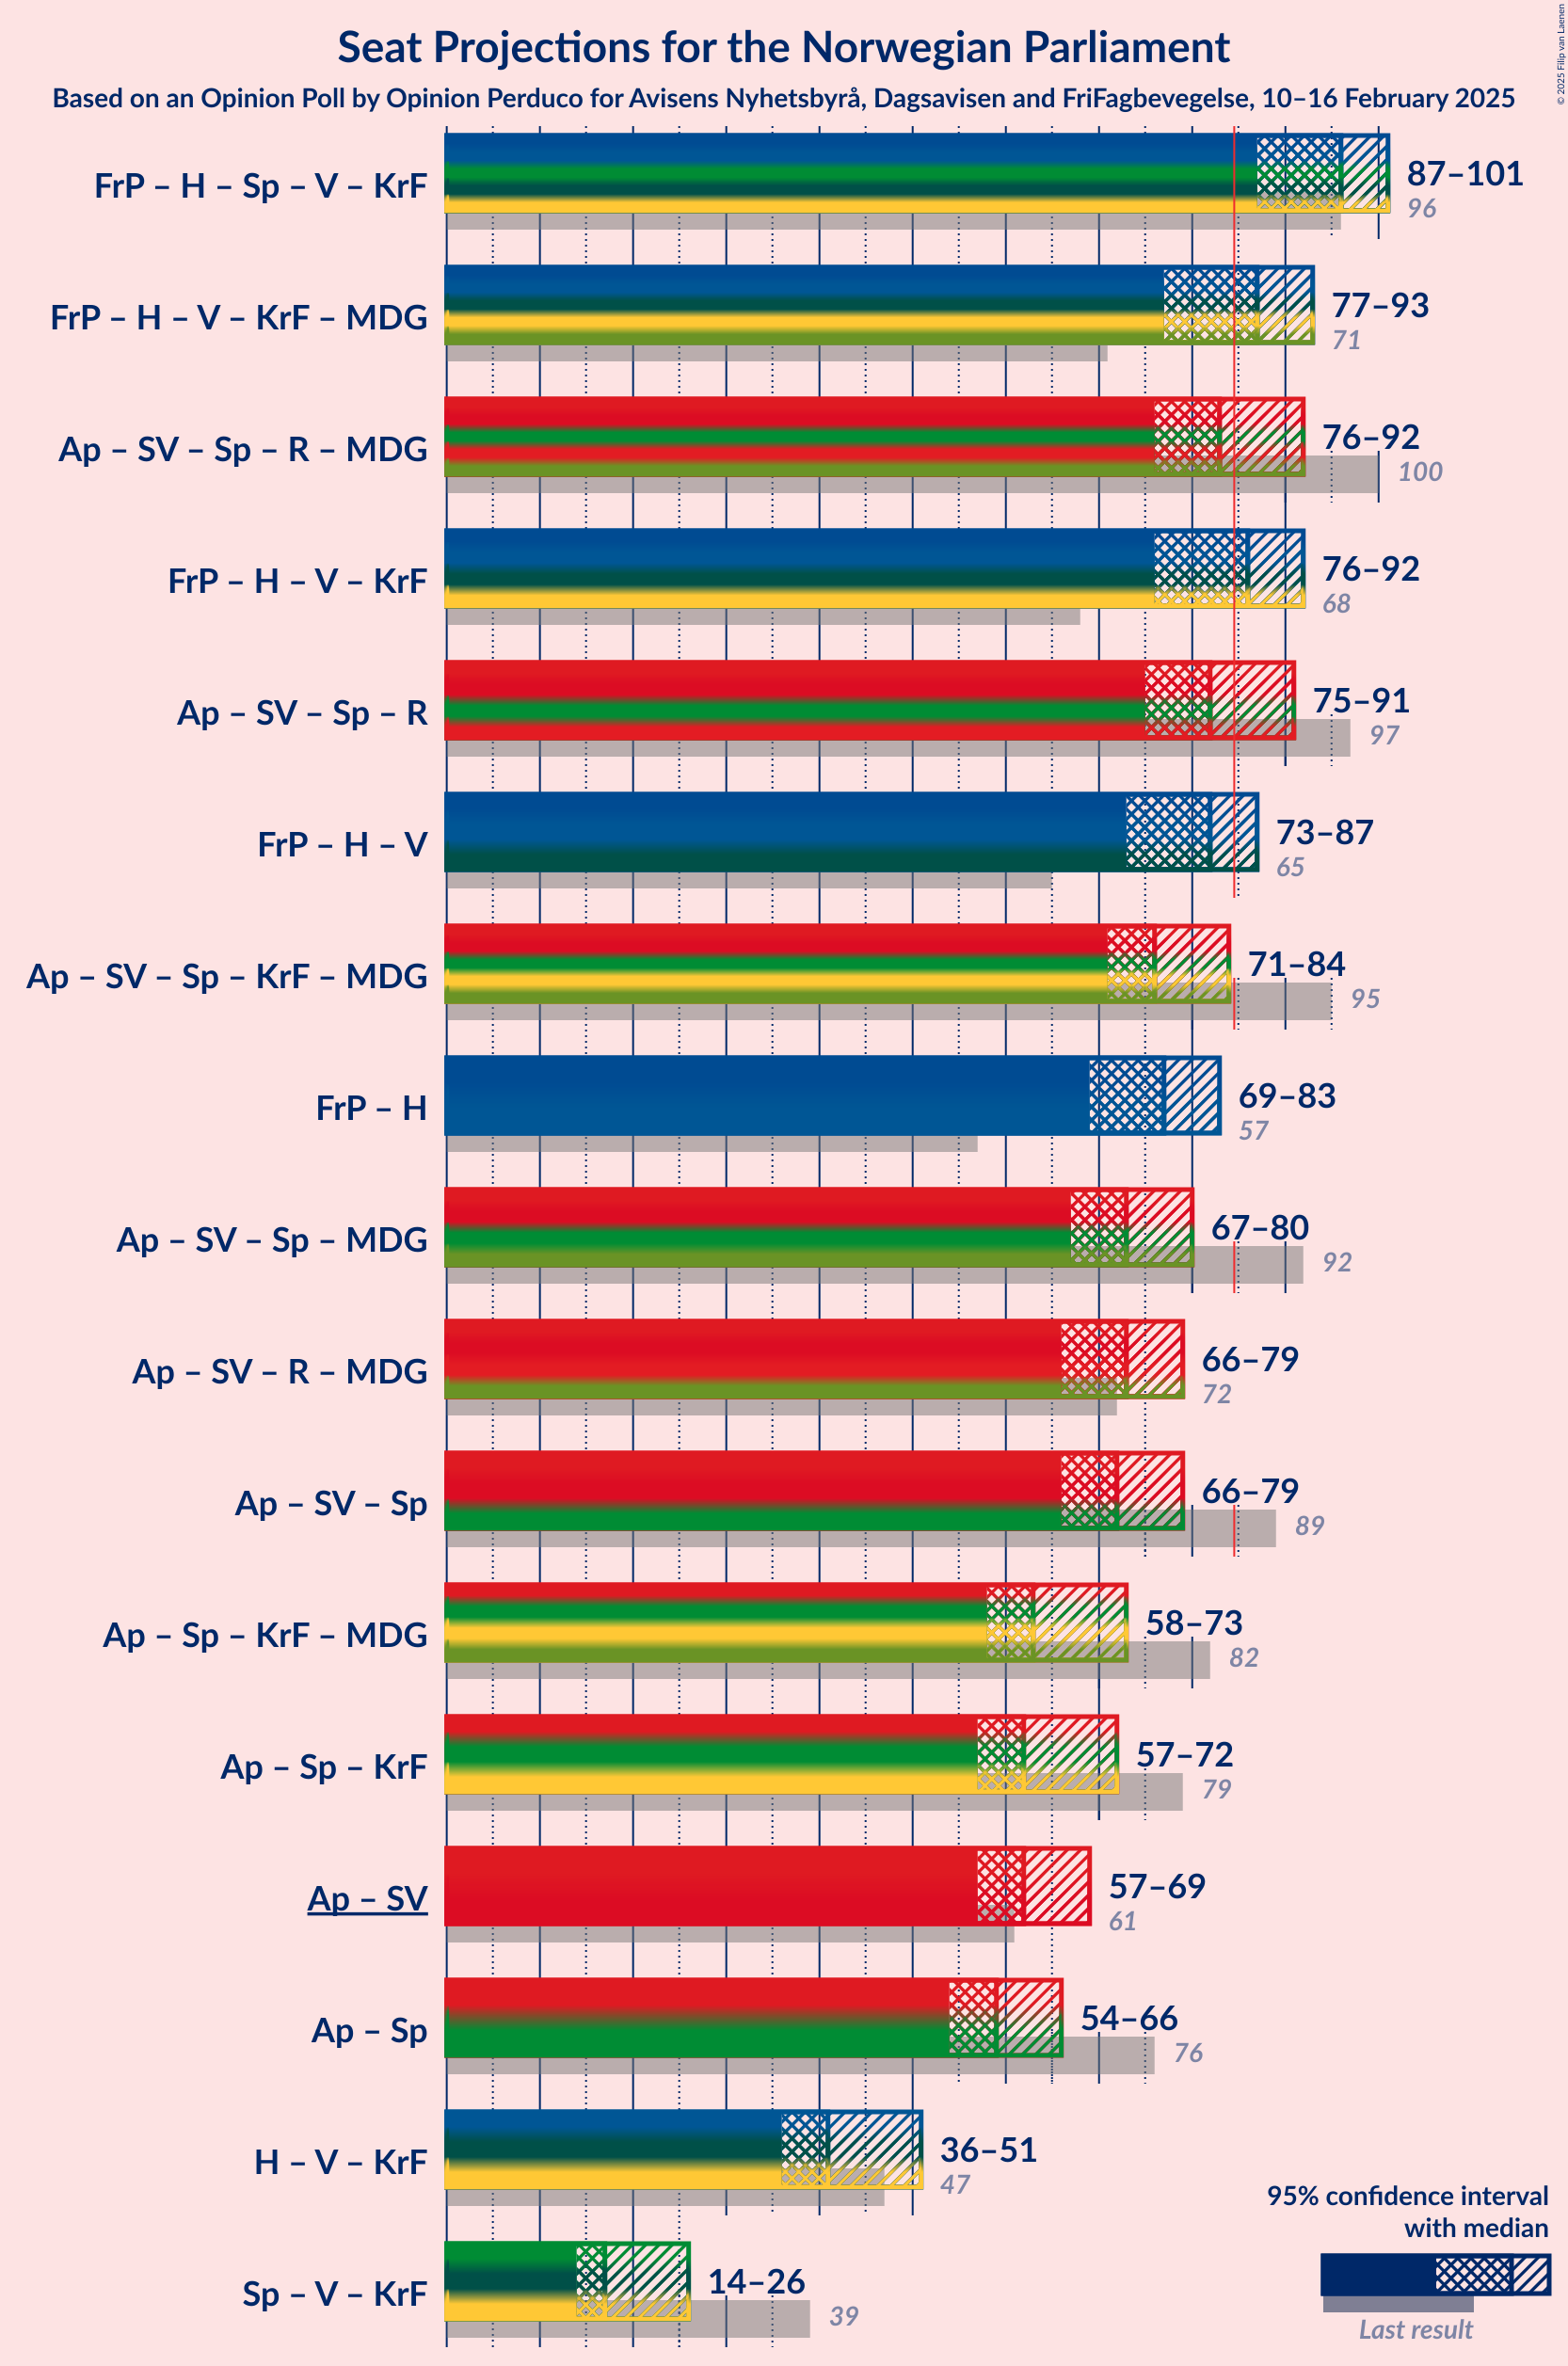 Seat Projections for the Norwegian Parliament
Based on an Opinion Poll by Opinion Perduco for Avisens Nyhetsbyrå, Dagsavisen and FriFagbevegelse, 10–16 February 2025
© 2025 Filip van Laenen
FrP – H – Sp – V – KrF
87–101
96
FrP – H – V – KrF – MDG
77–93
71
Ap – SV – Sp – R – MDG
76–92
100
FrP – H – V – KrF
76–92
68
Ap – SV – Sp – R
75–91
97
FrP – H – V
73–87
65
Ap – SV – Sp – KrF – MDG
71–84
95
FrP – H
69–83
57
Ap – SV – Sp – MDG
67–80
92
Ap – SV – R – MDG
66–79
72
Ap – SV – Sp
66–79
89
Ap – Sp – KrF – MDG
58–73
82
Ap – Sp – KrF
57–72
79
Ap – SV
57–69
61
Ap – Sp
54–66
76
H – V – KrF
36–51
47
Sp – V – KrF
14–26
39
95% confidence interval
with median
Last result